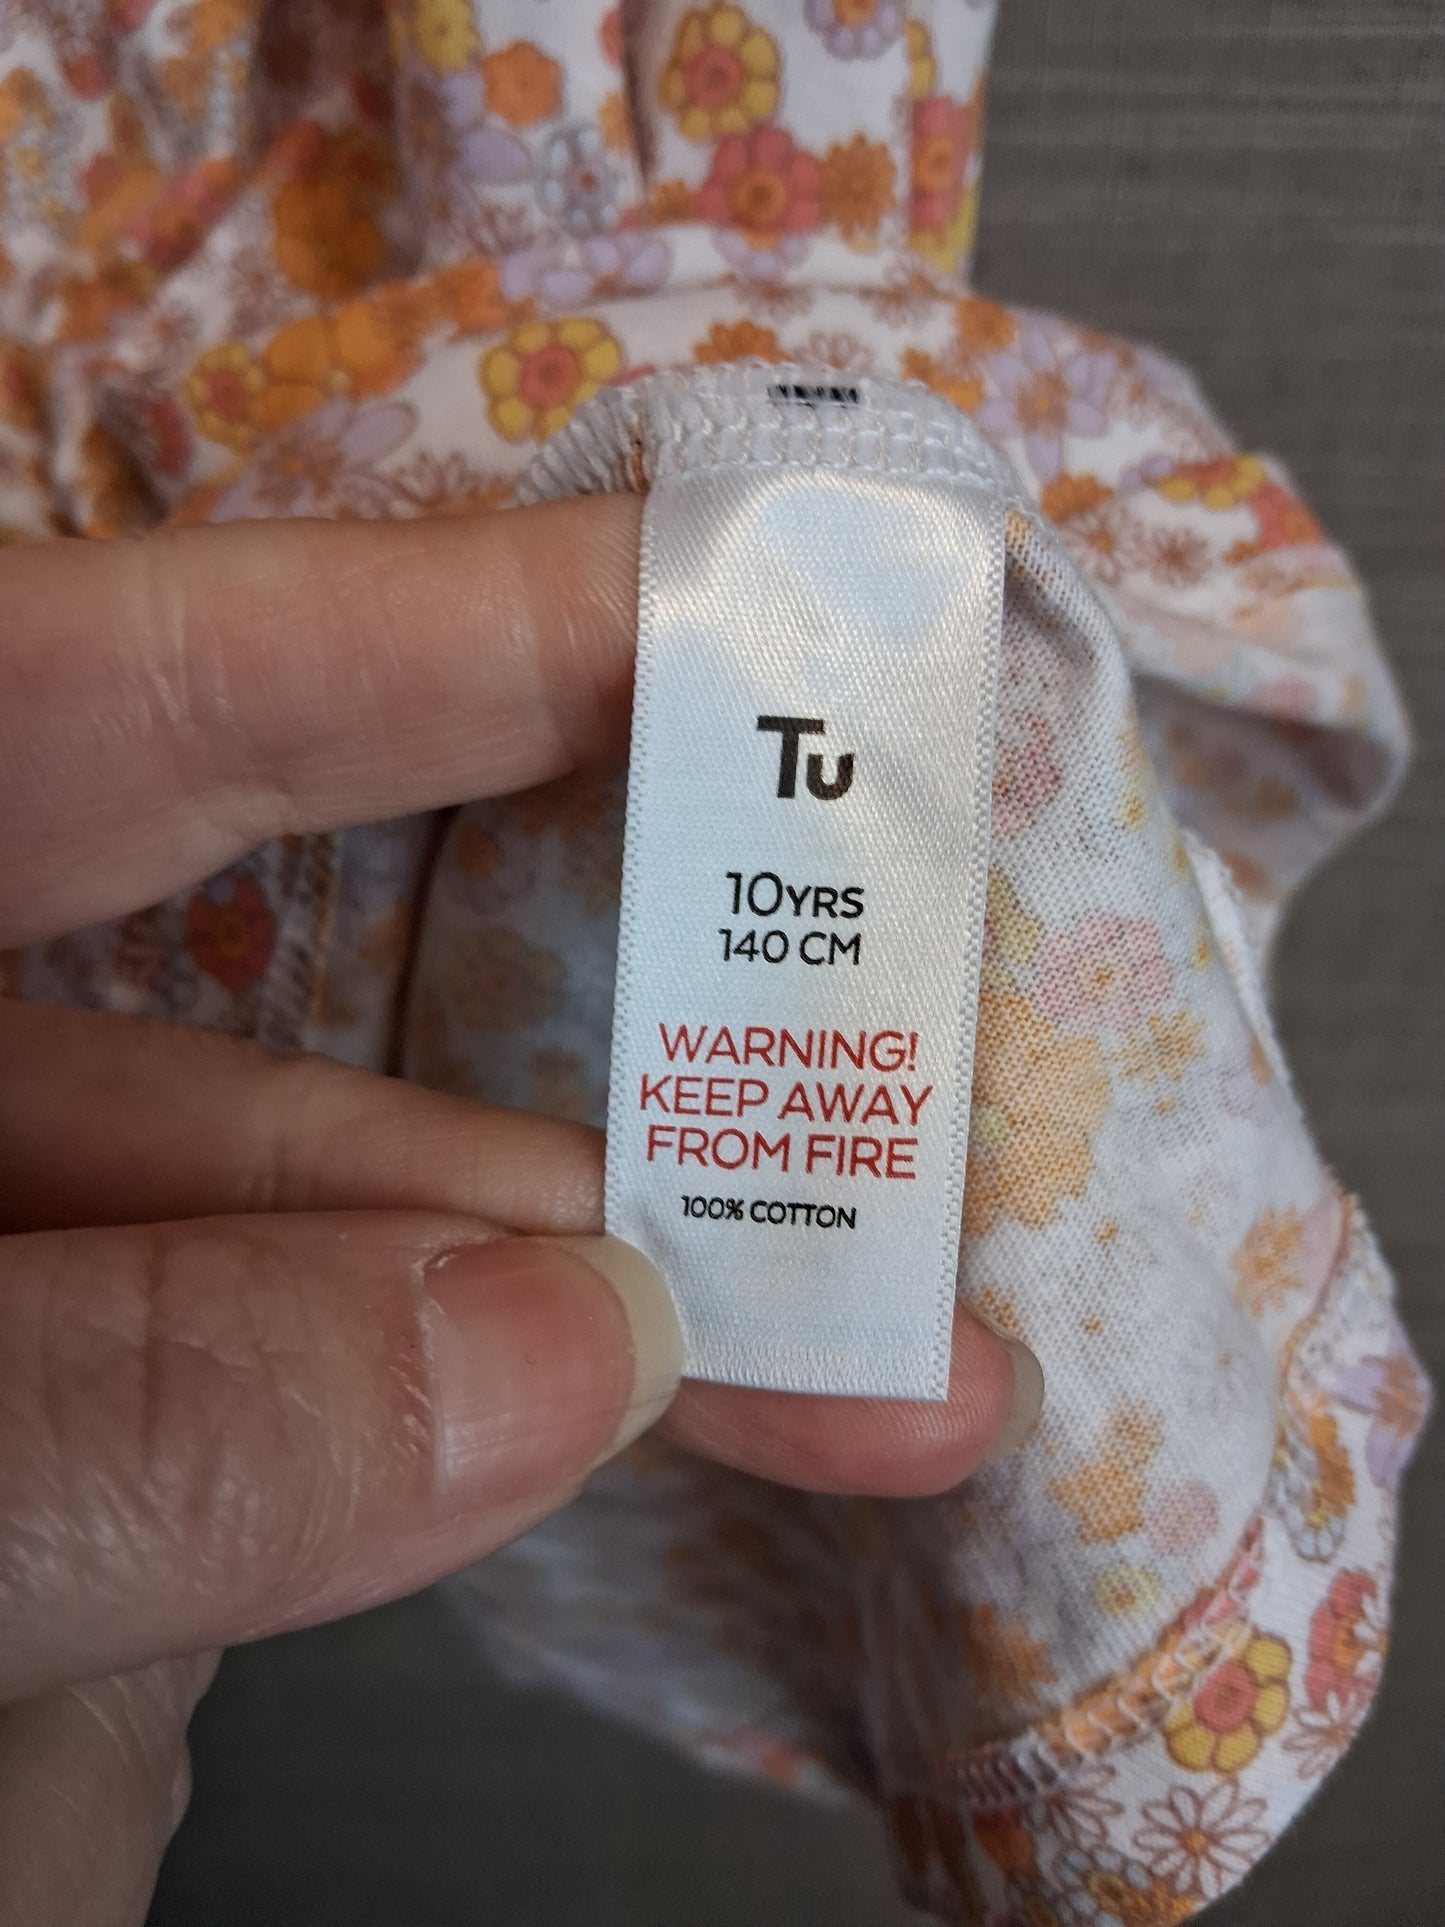 Tu
10YRS
140 CM
WARNING!
KEEP AWAY
FROM FIRE
100% COTTON